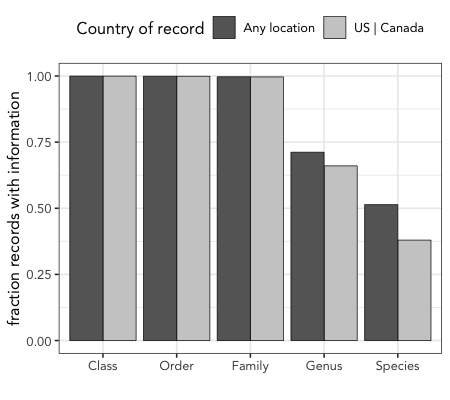 Country of record Any location US | Canada
fraction records with information
1.00
0.75
0.50
0.25
0.00
Class Order Family Genus Species